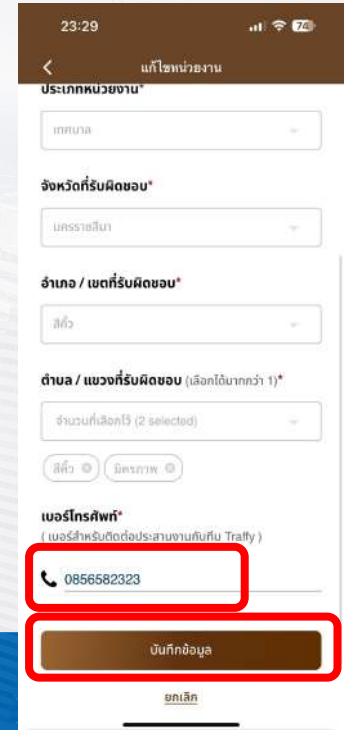 23:29
74
แก้ไขหน่วยงาน
ประเภทหน่วยงาน*
เทศบาล
จังหวัดที่รับผิดชอบ*
นครราชสีมา
อำเภอ / เขตที่รับผิดชอบ*
สีคิ้ว
ตำบล / แขวงที่รับผิดชอบ (เลือกได้มากกว่า 1)*
จำนวนที่เลือกไว้ (2 selected)
สีคิ้ว มิตรภาพ
เบอร์โทรศัพท์*
( เบอร์สำหรับติดต่อประสานงานกับทีม Traffy )
0856582323
บันทึกข้อมูล
ยกเลิก